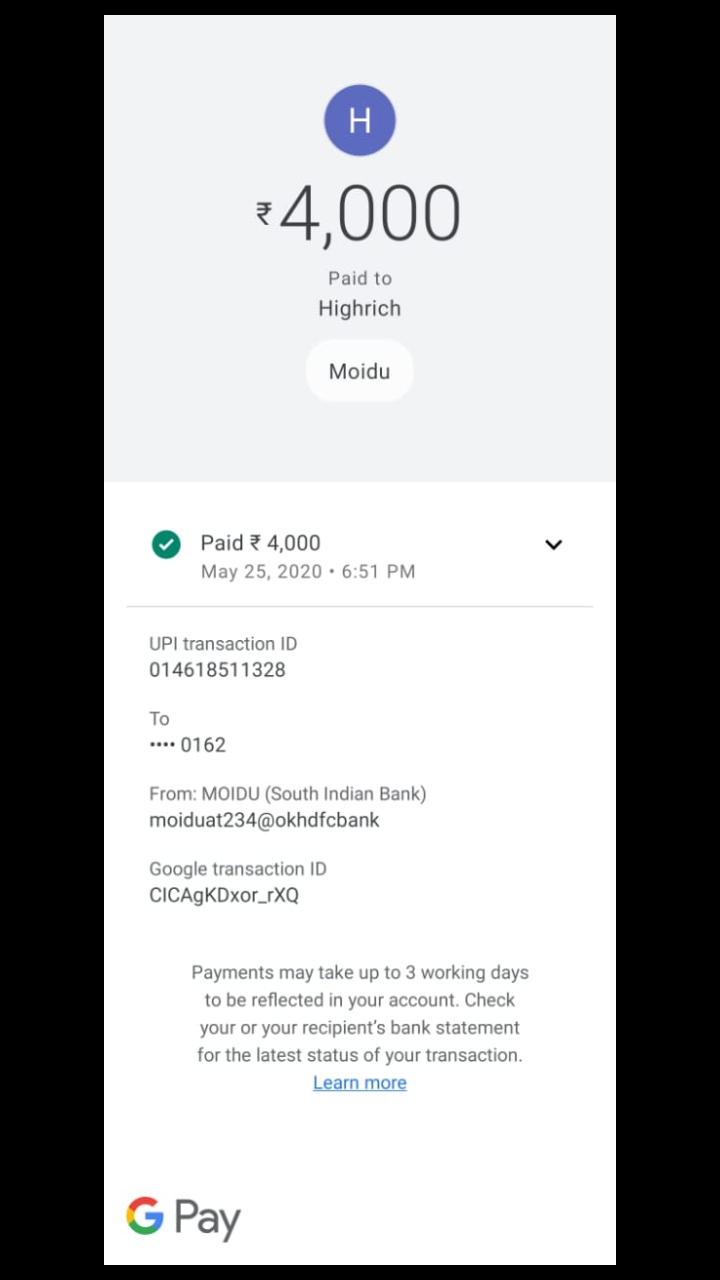 H
₹4,000
Paid to
Highrich
Moidu
Paid ₹ 4,000
May 25, 2020 • 6:51 PM
UPI transaction ID
014618511328
To
•••• 0162
From: MOIDU (South Indian Bank)
moiduat234@okhdfcbank
Google transaction ID
CICAgKDxor_rXQ
Payments may take up to 3 working days
to be reflected in your account. Check
your or your recipient's bank statement
for the latest status of your transaction.
Learn more
G Pay